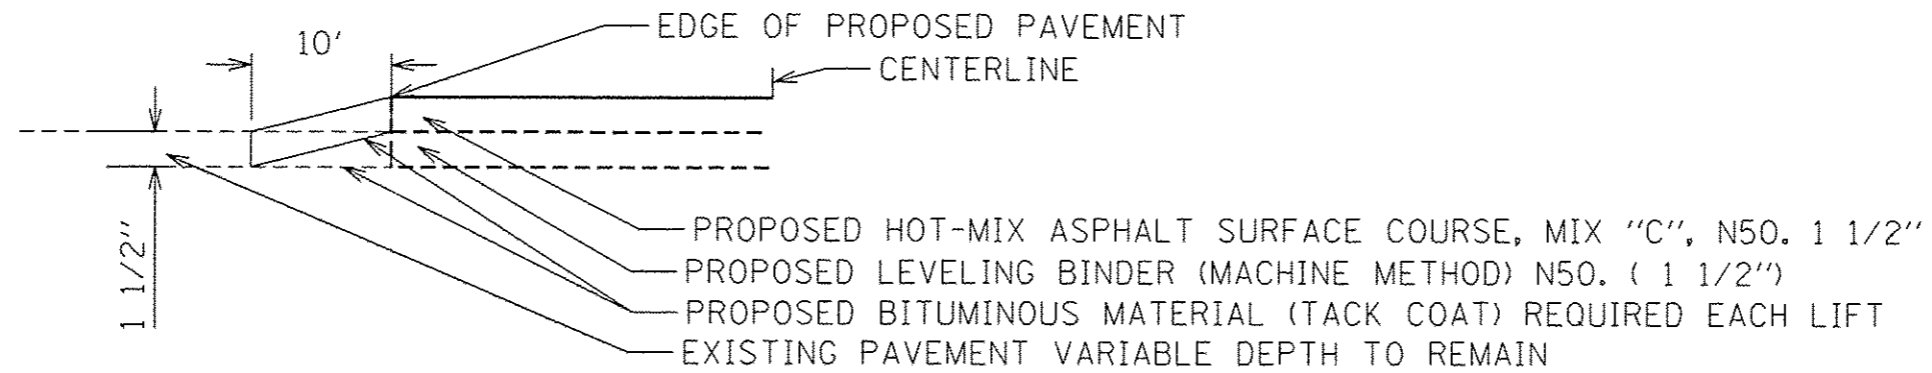 EDGE OF PROPOSED PAVEMENT
10'
CENTERLINE
1 1/2"
PROPOSED HOT-MIX ASPHALT SURFACE COURSE, MIX "C", N50. 1 1/2"
PROPOSED LEVELING BINDER (MACHINE METHOD) N50. ( 1 1/2")
PROPOSED BITUMINOUS MATERIAL (TACK COAT) REQUIRED EACH LIFT
EXISTING PAVEMENT VARIABLE DEPTH TO REMAIN